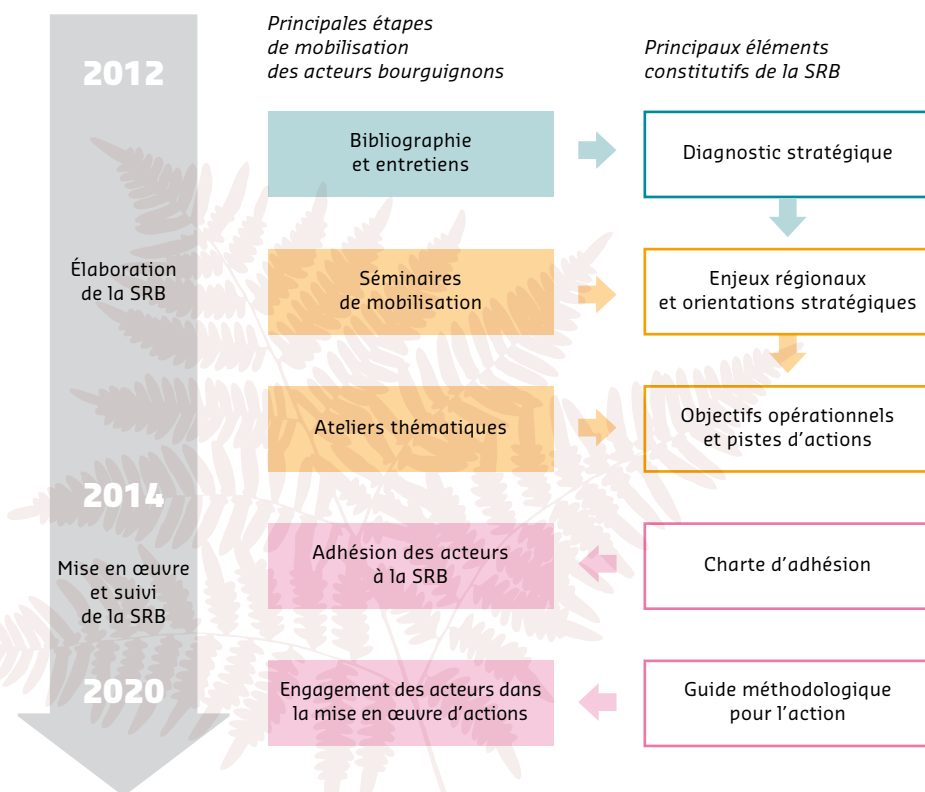 2012
Principales étapes
de mobilisation
des acteurs bourguignons
Principaux éléments
constitutifs de la SRB
Bibliographie
et entretiens
Diagnostic stratégique
Élaboration
de la SRB
Séminaires
de mobilisation
Enjeux régionaux
et orientations stratégiques
Ateliers thématiques
Objectifs opérationnels
et pistes d'actions
2014
Mise en œuvre
et suivi
de la SRB
Adhésion des acteurs
à la SRB
Charte d'adhésion
2020
Engagement des acteurs dans
la mise en œuvre d'actions
Guide méthodologique
pour l'action